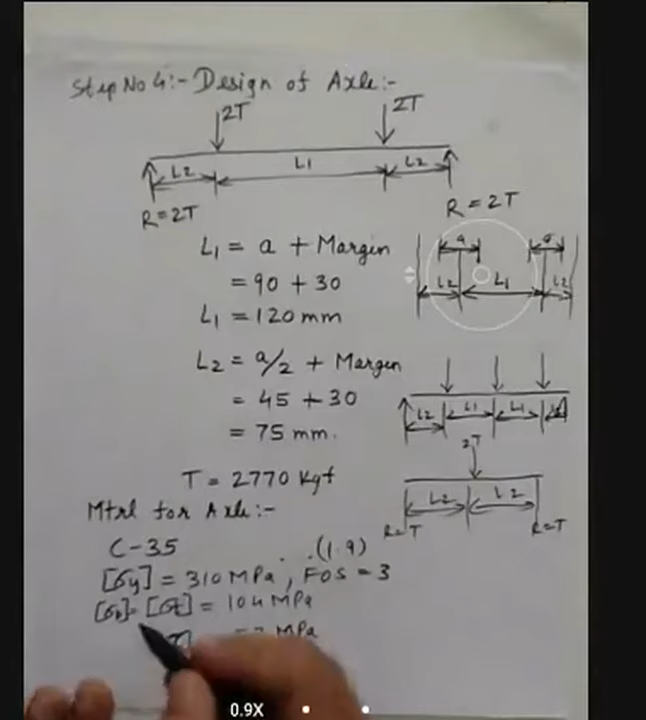 Step No 4:- Design of Axle:-
2T 2T
L2 L1 L2
R=2T R=2T
L1 = a + Margin
= 90 + 30
L1 = 120 mm
a a
L2 L1 L2
L2 = a/2 + Margin
= 45 + 30
= 75 mm.
L2 L1 L1
2T
L2 L2
R=T R=T
T = 2770 Kgf
Mtrl for Axle:-
C-35 (1.9)
[σy] = 310 MPa, FOS = 3
[σb]=[σt] = 104 MPa
MPa
0.9X